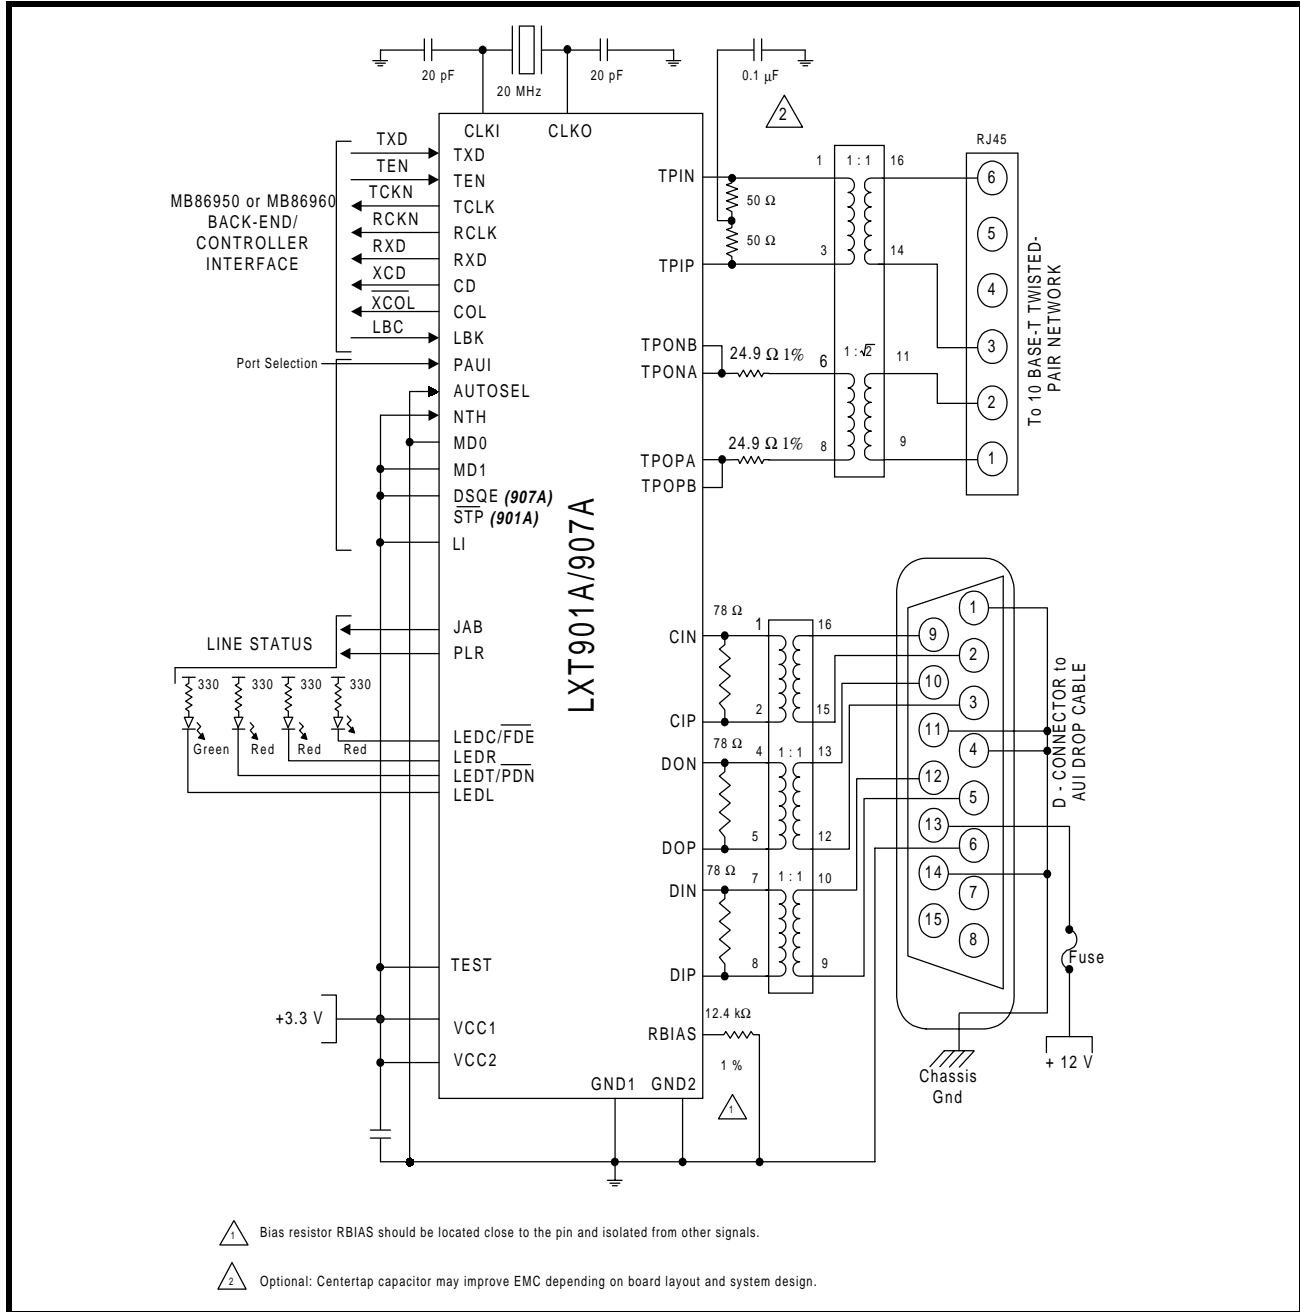 20 pF
20 pF
0.1 µF
20 MHz
2
CLKI
CLKO
RJ45
MB86950 or MB86960
BACK-END/
CONTROLLER
INTERFACE
TXD
TEN
TCKN
RCKN
RXD
XCD
XCOL
LBC
Port Selection
TXD
TEN
TCLK
RCLK
RXD
CD
COL
LBK
PAUI
AUTOSEL
NTH
MD0
MD1
DSQE (907A)
STP (901A)
LI
JAB
PLR
LINE STATUS
330
330
330
330
Green
Red
Red
Red
LEDC/FDE
LEDR
LEDT/PDN
LEDL
TEST
+3.3 V
VCC1
VCC2
GND1
GND2
LXT901A/907A
TPIN
TPIP
TPONB
TPONA
TPOPA
TPOPB
50 Ω
50 Ω
24.9 Ω 1%
24.9 Ω 1%
1
1 : 1
16
3
14
6
1 : √2
11
8
9
6
5
4
3
2
1
To 10 BASE-T TWISTED-
PAIR NETWORK
CIN
CIP
DON
DOP
DIN
DIP
RBIAS
78 Ω
78 Ω
78 Ω
12.4 kΩ
1 %
1
1
16
2
15
4
1 : 1
13
5
12
7
1 : 1
10
8
9
1
9
2
10
3
11
4
12
5
13
6
14
7
15
8
D - CONNECTOR to
AUI DROP CABLE
Fuse
+ 12 V
Chassis
Gnd
1 Bias resistor RBIAS should be located close to the pin and isolated from other signals.
2 Optional: Centertap capacitor may improve EMC depending on board layout and system design.